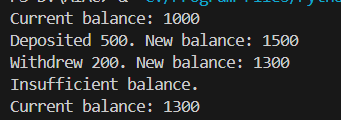 Current balance: 1000
Deposited 500. New balance: 1500
Withdrew 200. New balance: 1300
Insufficient balance.
Current balance: 1300